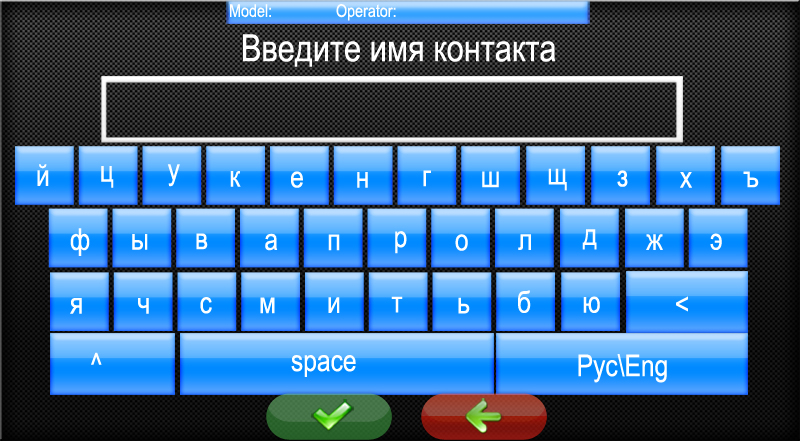 Model: Operator:
Введите имя контакта
й ц у к е н г ш щ з х ъ
ф ы в а п р о л д ж э
я ч с м и т ь б ю <
^ space Рус\Eng